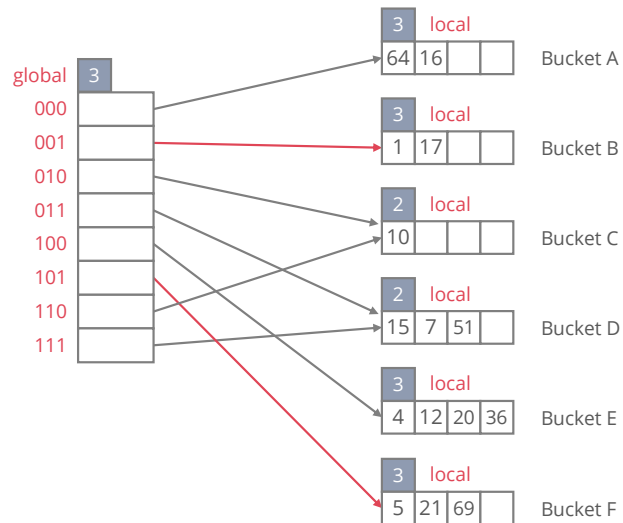 global 3
000
001
010
011
100
101
110
111
3 local
64 16 Bucket A
3 local
1 17 Bucket B
2 local
10 Bucket C
2 local
15 7 51 Bucket D
3 local
4 12 20 36 Bucket E
3 local
5 21 69 Bucket F